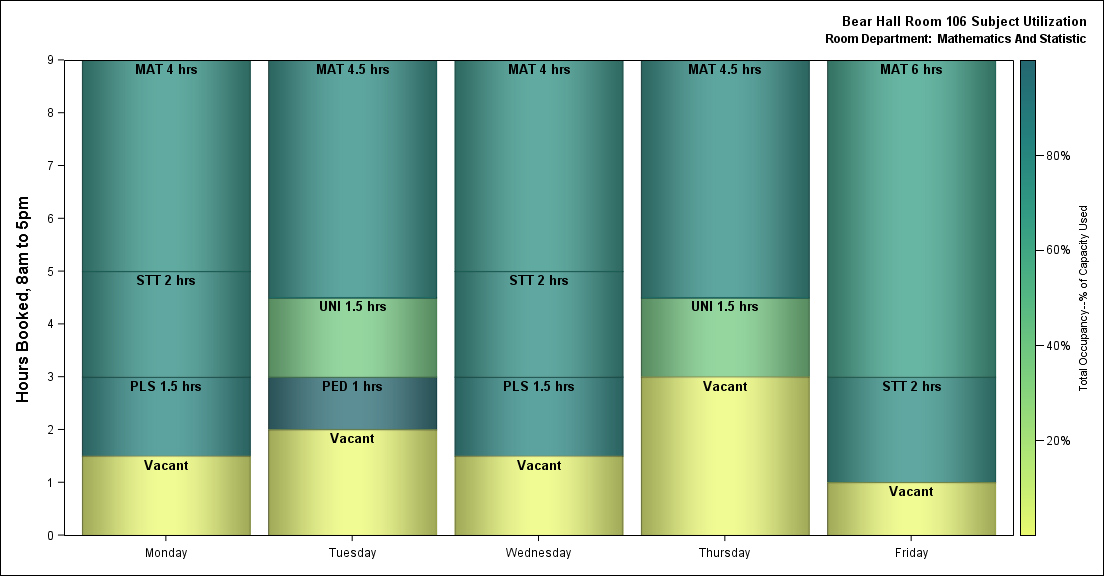 Bear Hall Room 106 Subject Utilization
Room Department: Mathematics And Statistic
Hours Booked, 8am to 5pm
9
8
7
6
5
4
3
2
1
0
MAT 4 hrs
STT 2 hrs
PLS 1.5 hrs
Vacant
MAT 4.5 hrs
UNI 1.5 hrs
PED 1 hrs
Vacant
MAT 4 hrs
STT 2 hrs
PLS 1.5 hrs
Vacant
MAT 4.5 hrs
UNI 1.5 hrs
Vacant
MAT 6 hrs
STT 2 hrs
Vacant
Monday
Tuesday
Wednesday
Thursday
Friday
80%
60%
40%
20%
Total Occupancy--% of Capacity Used